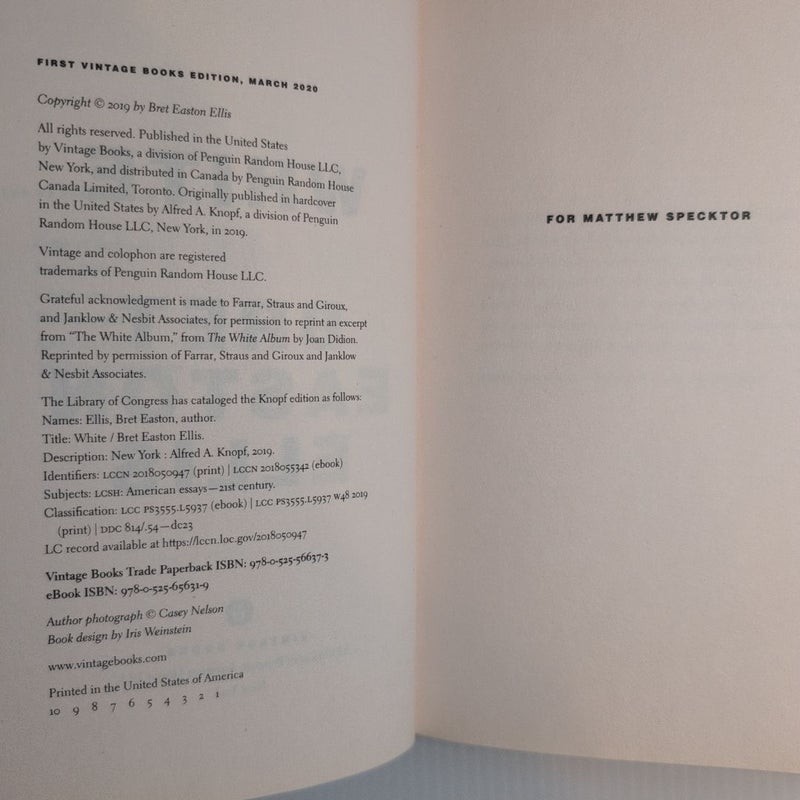 FIRST VINTAGE BOOKS EDITION, MARCH 2020
Copyright © 2019 by Bret Easton Ellis
All rights reserved. Published in the United States
by Vintage Books, a division of Penguin Random House LLC,
New York, and distributed in Canada by Penguin Random House
Canada Limited, Toronto. Originally published in hardcover
in the United States by Alfred A. Knopf, a division of Penguin
Random House LLC, New York, in 2019.
Vintage and colophon are registered
trademarks of Penguin Random House LLC.
Grateful acknowledgment is made to Farrar, Straus and Giroux,
and Janklow & Nesbit Associates, for permission to reprint an excerpt
from “The White Album,” from The White Album by Joan Didion.
Reprinted by permission of Farrar, Straus and Giroux and Janklow
& Nesbit Associates.
The Library of Congress has cataloged the Knopf edition as follows:
Names: Ellis, Bret Easton, author.
Title: White / Bret Easton Ellis.
Description: New York : Alfred A. Knopf, 2019.
Identifiers: LCCN 2018050947 (print) | LCCN 2018055342 (ebook)
Subjects: LCSH: American essays—21st century.
Classification: LCC PS3555.L5937 (ebook) | LCC PS3555.L5937 W48 2019
(print) | DDC 814/.54—dc23
LC record available at https://lccn.loc.gov/2018050947
Vintage Books Trade Paperback ISBN: 978-0-525-56637-3
eBook ISBN: 978-0-525-65631-9
Author photograph © Casey Nelson
Book design by Iris Weinstein
www.vintagebooks.com
Printed in the United States of America
10 9 8 7 6 5 4 3 2 1
FOR MATTHEW SPECKTOR